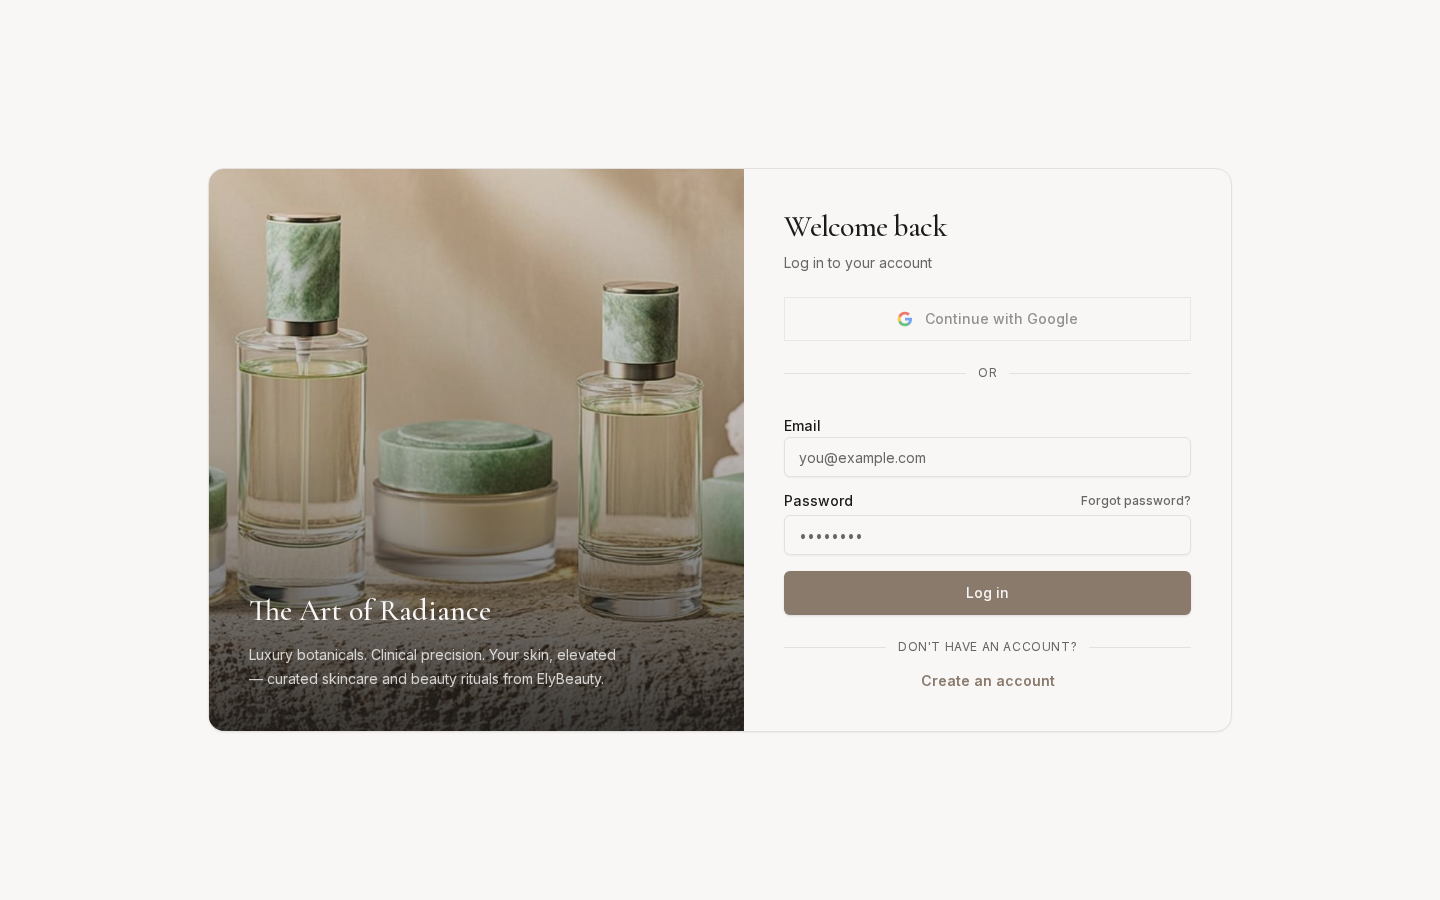 The Art of Radiance
Luxury botanicals. Clinical precision. Your skin, elevated
— curated skincare and beauty rituals from ElyBeauty.
Welcome back
Log in to your account
Continue with Google
OR
Email
you@example.com
Password
Forgot password?
••••••••
Log in
DON'T HAVE AN ACCOUNT?
Create an account